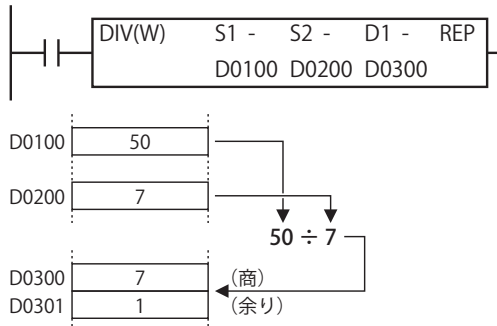 DIV(W) S1 - S2 - D1 - REP
D0100 D0200 D0300
D0100 50
D0200 7
50 ÷ 7
D0300 7 (商)
D0301 1 (余り)